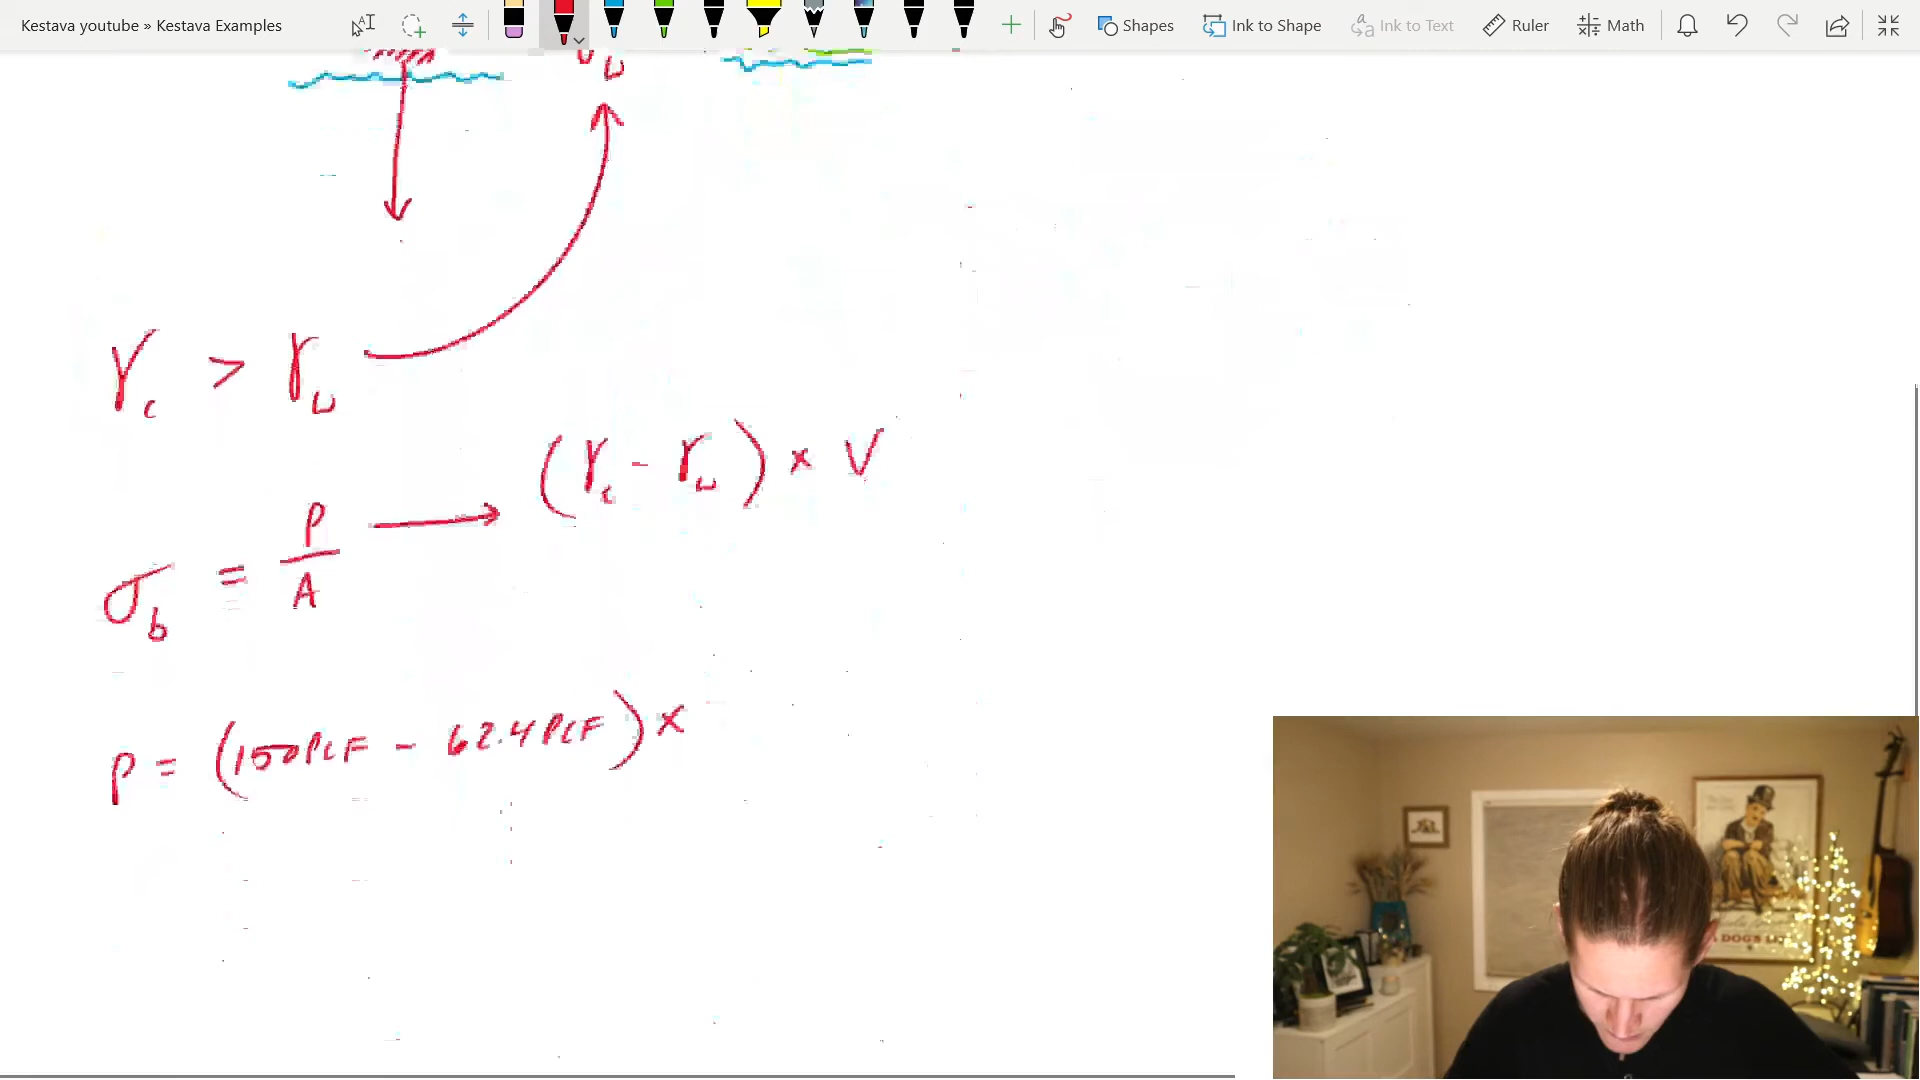 Kestava youtube » Kestava Examples
Shapes
Ink to Shape
Ink to Text
Ruler
Math
γc > γw
(γc - γw) × V
σb = P/A
P = (150PCF - 62.4PCF) ×
A DOG'S